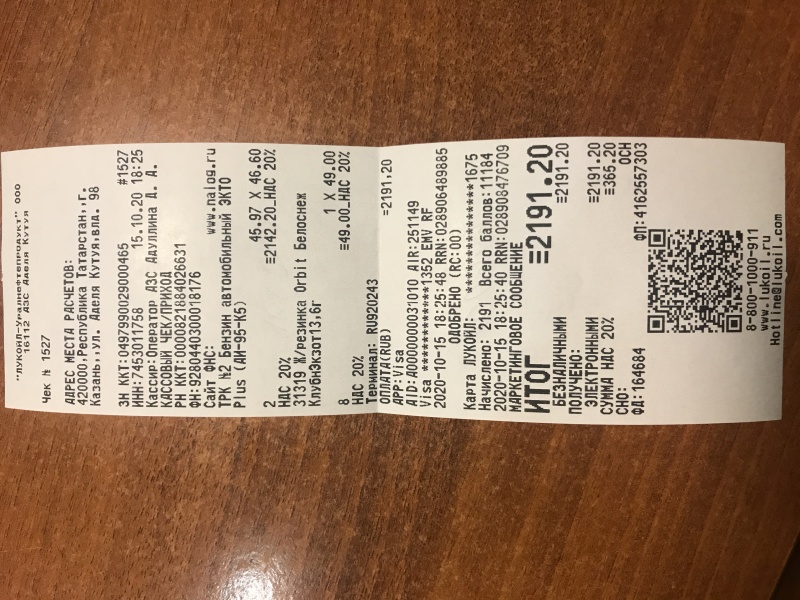 "ЛУКОЙЛ-Уралнефтепродукт" ООО
16112 АЗС Аделя Кутуя
Чек № 1527
АДРЕС МЕСТА РАСЧЕТОВ:
420000,Республика Татарстан,,г.
Казань,,ул. Аделя Кутуя,вла. 98
ЗН ККТ:0497990029000465 #1527
ИНН:7453011758 15.10.20 18:25
Кассир:Оператор АЗС Дауллина Д. А.
КАССОВЫЙ ЧЕК/ПРИХОД
РН ККТ:0000821884026631
ФН:9280440300018176
Сайт ФНС: www.nalog.ru
ТРК №2 Бензин автомобильный ЭКТО
Plus (АИ-95-К5)
45.97 X 46.60
2 ≡2142.20_НДС 20%
НДС 20%
31319 Ж/резинка Orbit Белоснеж
КлубнЭкзот13,6г
1 X 49.00
8 ≡49.00_НДС 20%
НДС 20%
Терминал: RU920243
ОПЛАТА(RUB) =2191,20
APP:Visa
AID:A0000000031010 AIR:251149
Visa ************1352 EMV RF
2020-10-15 18:25:48 RRN:028906489885
ОДОБРЕНО (RC:00)
Карта ЛУКОЙЛ: **************1675
Начислено: 2191 Всего баллов:11184
2020-10-15 18:25:40 RRN:028908476709
МАРКЕТИНГОВОЕ СООБЩЕНИЕ
ИТОГ ≡2191.20
БЕЗНАЛИЧНЫМИ ≡2191.20
ПОЛУЧЕНО:
ЭЛЕКТРОННЫМИ ≡2191.20
СУММА НДС 20% ≡365.20
СНО: ОСН
ФД:164684 ФП:4162557303
8-800-1000-911
www.lukoil.ru
Hotline@lukoil.com